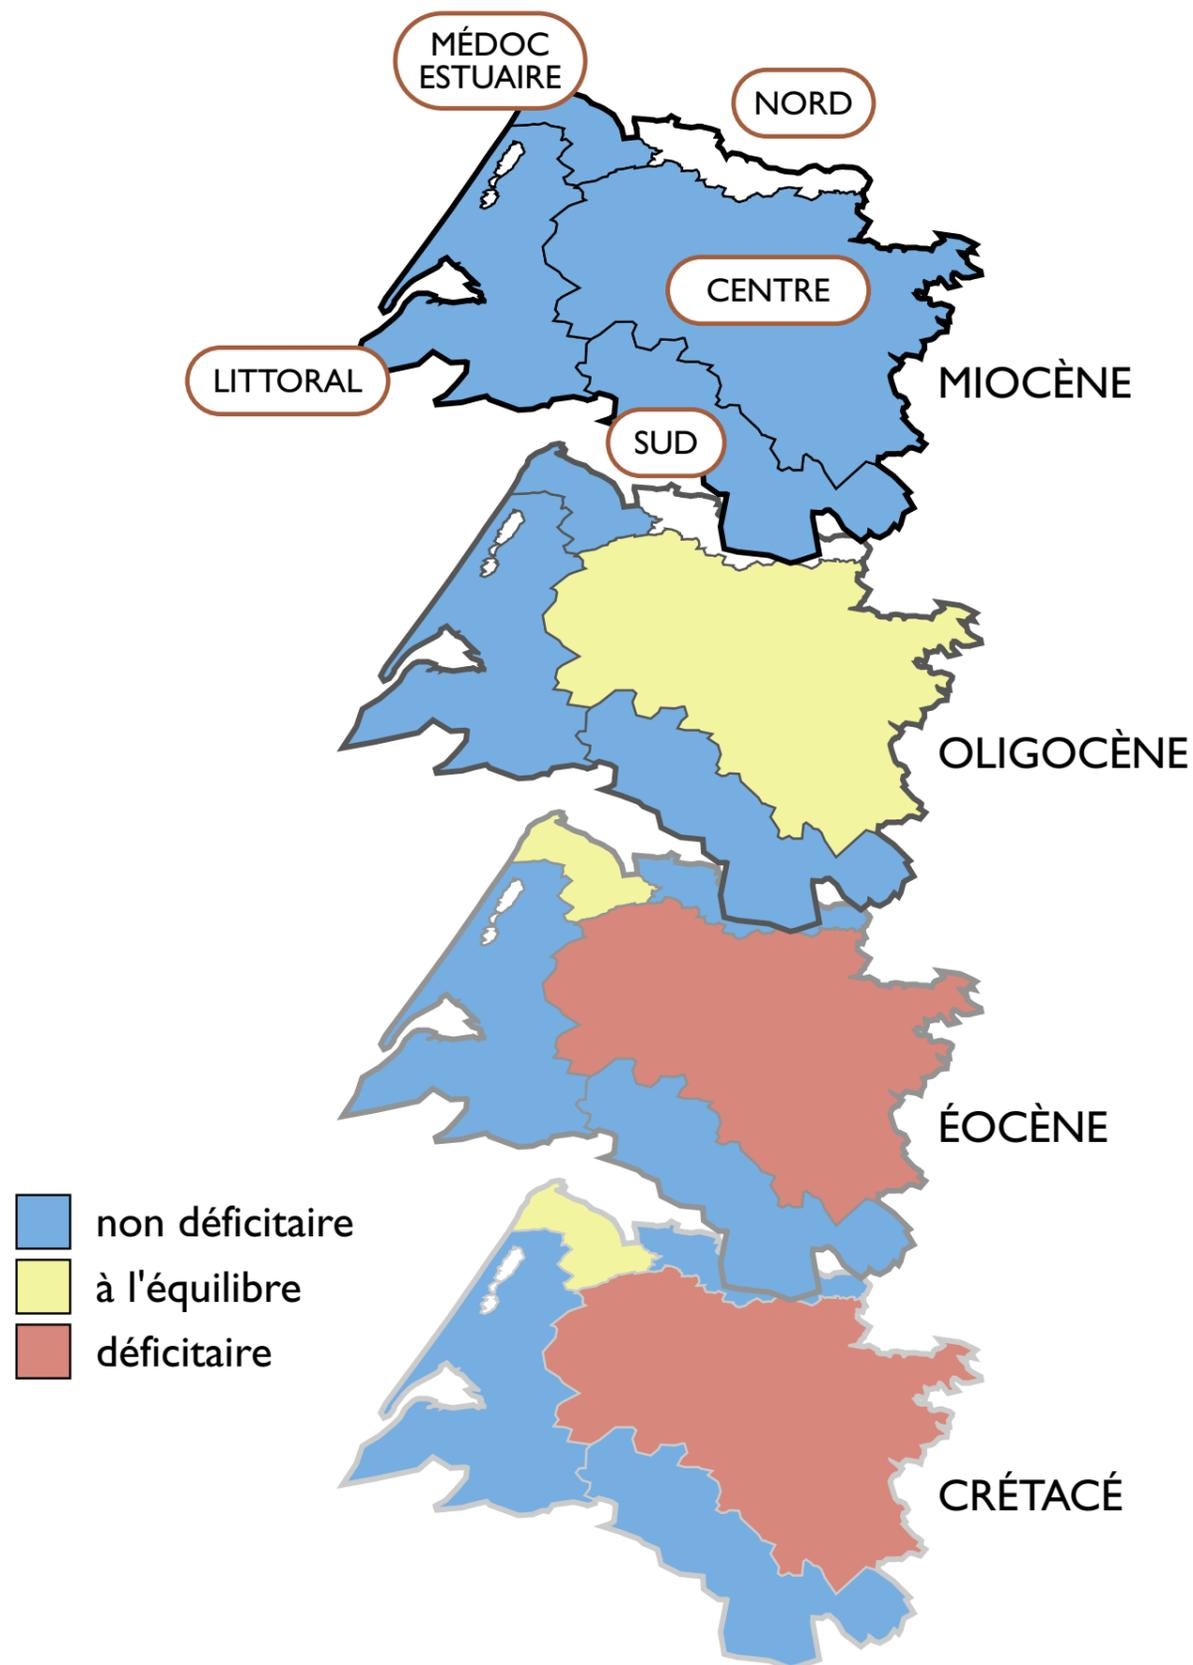 MÉDOC
ESTUAIRE
NORD
CENTRE
LITTORAL
MIOCÈNE
SUD
OLIGOCÈNE
ÉOCÈNE
non déficitaire
à l'équilibre
déficitaire
CRÉTACÉ